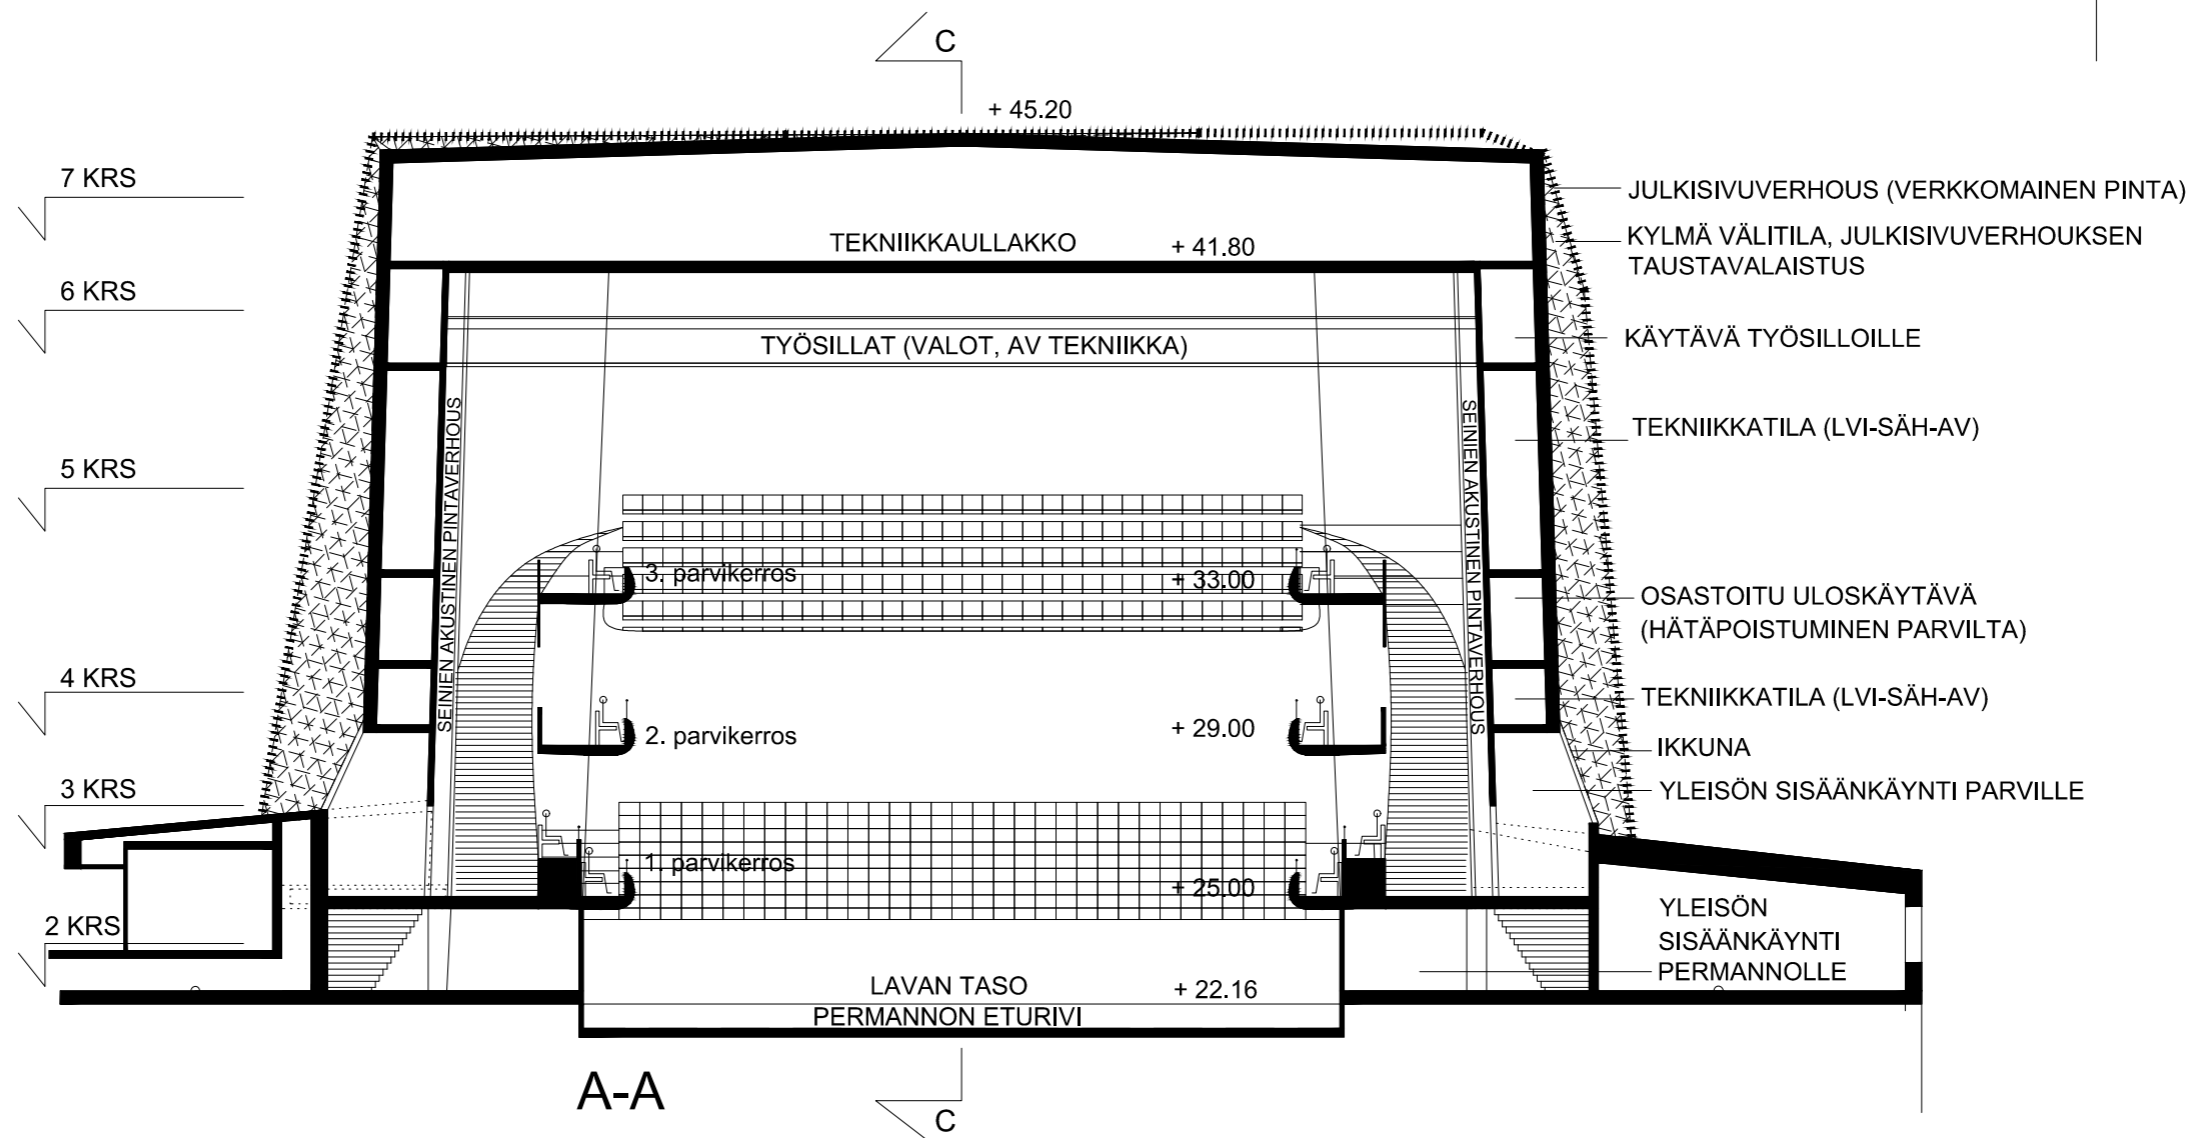 C
+ 45.20
7 KRS
6 KRS
5 KRS
4 KRS
3 KRS
2 KRS
TEKNIIKKAULLAKKO
+ 41.80
TYÖSILLAT (VALOT, AV TEKNIIKKA)
SEINIEN AKUSTINEN PINTAVERHOUS
SEINIEN AKUSTINEN PINTAVERHOUS
3. parvikerros
+ 33.00
2. parvikerros
+ 29.00
1. parvikerros
+ 25.00
LAVAN TASO
+ 22.16
PERMANNON ETURIVI
JULKISIVUVERHOUS (VERKKOMAINEN PINTA)
KYLMÄ VÄLITILA, JULKISIVUVERHOUKSEN
TAUSTAVALAISTUS
KÄYTÄVÄ TYÖSILLOILLE
TEKNIIKKATILA (LVI-SÄH-AV)
OSASTOITU ULOSKÄYTÄVÄ
(HÄTÄPOISTUMINEN PARVILTA)
TEKNIIKKATILA (LVI-SÄH-AV)
IKKUNA
YLEISÖN SISÄÄNKÄYNTI PARVILLE
YLEISÖN
SISÄÄNKÄYNTI
PERMANNOLLE
A-A
C